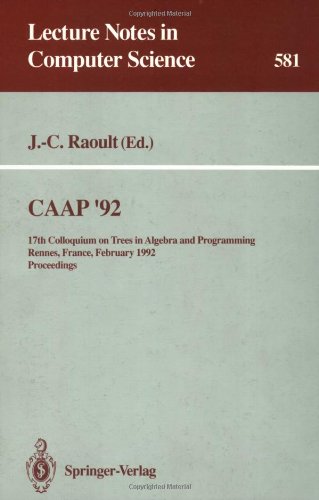 Lecture Notes in
Computer Science
581
J.-C. Raoult (Ed.)
CAAP '92
17th Colloquium on Trees in Algebra and Programming
Rennes, France, February 1992
Proceedings
Springer-Verlag